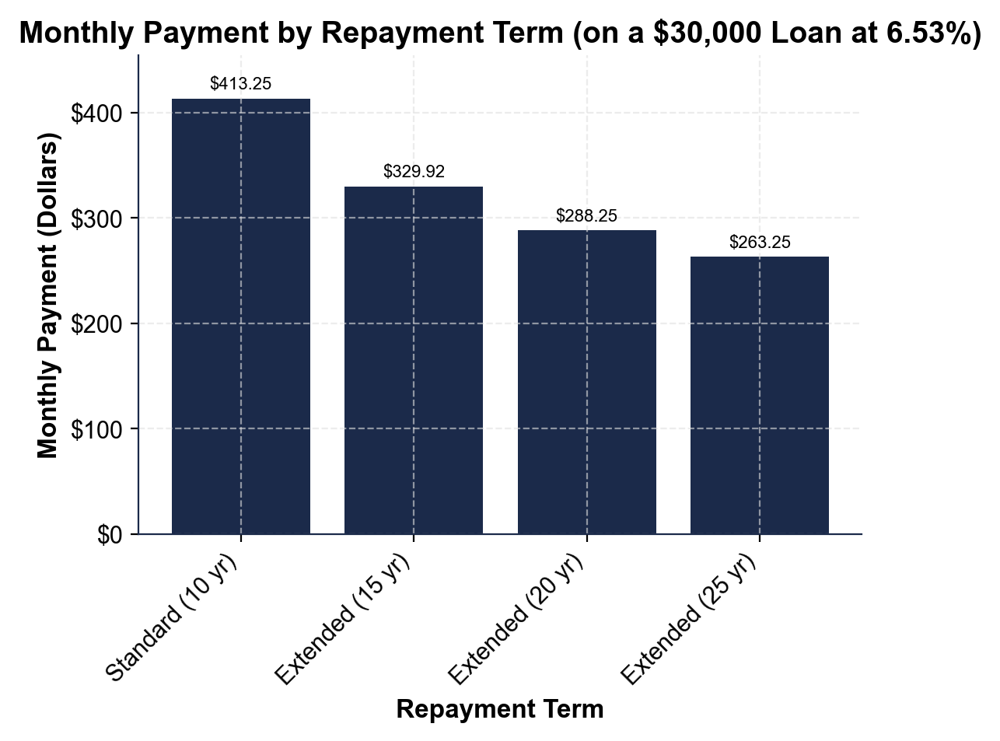 Monthly Payment by Repayment Term (on a $30,000 Loan at 6.53%)
Monthly Payment (Dollars)
$400
$300
$200
$100
$0
$413.25
$329.92
$288.25
$263.25
Standard (10 yr)
Extended (15 yr)
Extended (20 yr)
Extended (25 yr)
Repayment Term